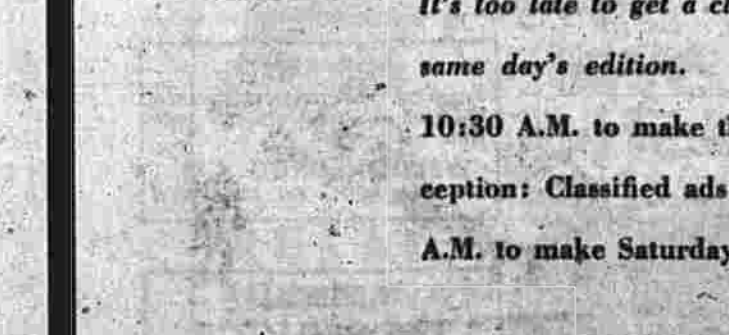 It's too late to get a cl
same day's edition.
10:30 A.M. to make th
ception: Classified ads
A.M. to make Saturday